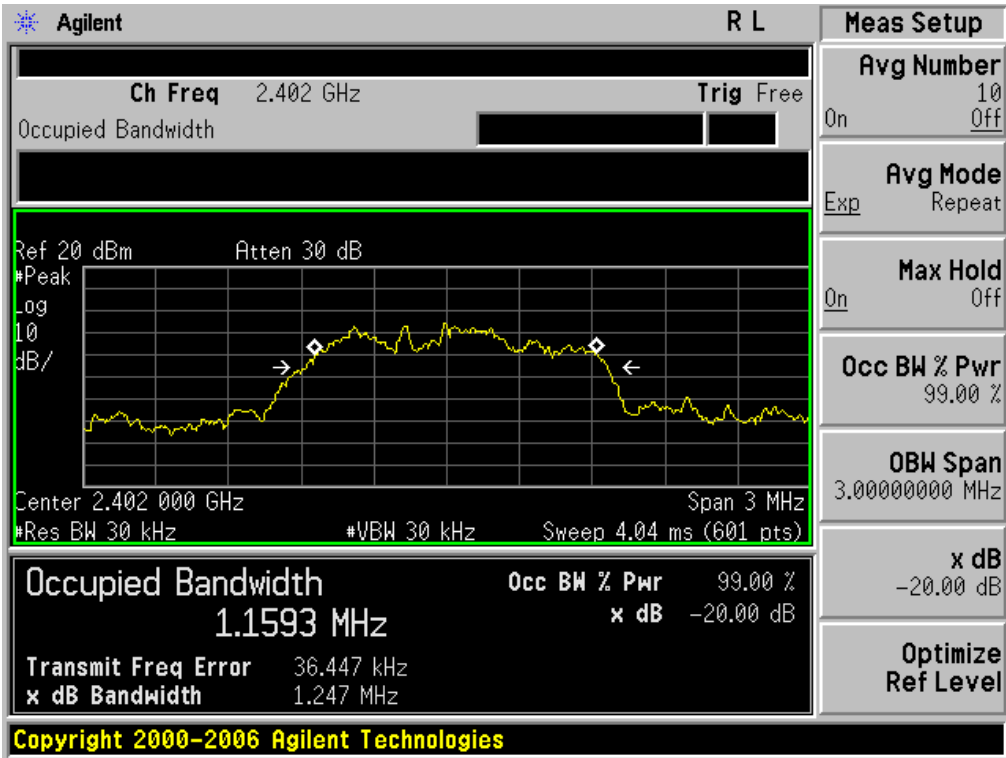 Agilent R L
Ch Freq 2.402 GHz Trig Free
Occupied Bandwidth
Ref 20 dBm Atten 30 dB
#Peak
Log
10
dB/
Center 2.402 000 GHz Span 3 MHz
#Res BW 30 kHz #VBW 30 kHz Sweep 4.04 ms (601 pts)
Occupied Bandwidth Occ BW % Pwr 99.00 %
1.1593 MHz x dB -20.00 dB
Transmit Freq Error 36.447 kHz
x dB Bandwidth 1.247 MHz
Copyright 2000-2006 Agilent Technologies
Meas Setup
Avg Number
10
On Off
Avg Mode
Exp Repeat
Max Hold
On Off
Occ BW % Pwr
99.00 %
OBW Span
3.00000000 MHz
x dB
-20.00 dB
Optimize
Ref Level